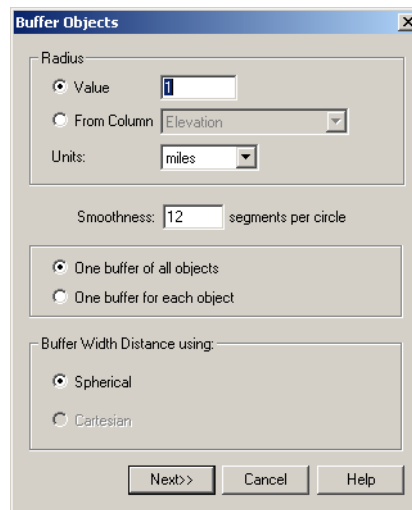 Buffer Objects
Radius
Value 1
From Column Elevation
Units: miles
Smoothness: 12 segments per circle
One buffer of all objects
One buffer for each object
Buffer Width Distance using:
Spherical
Cartesian
Next>> Cancel Help